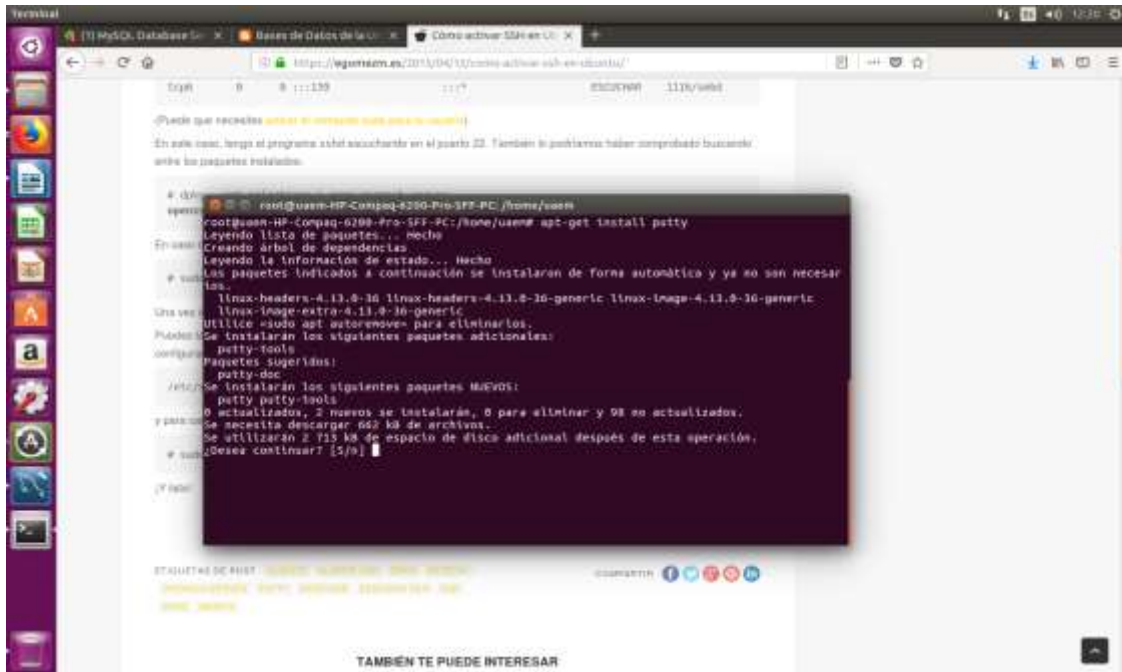 Terminal
(1) MySQL Database Se
Bases de Datos de la
Cómo activar SSH en
https://egomezm.es/2015/04/13/como-activar-ssh-en-ubuntu/
tcp6 0 0 :::139 :::* ESCUCHAR
(Puede que necesites
En este caso, tengo el programa sshd escuchando en el puerto 22. También lo podríamos haber comprobado buscando
entre los paquetes instalados.
root@uaem-HP-Compaq-6200-Pro-SFF-PC: /home/uaem
root@uaem-HP-Compaq-6200-Pro-SFF-PC:/home/uaem# apt-get install putty
Leyendo lista de paquetes... Hecho
Creando árbol de dependencias
Leyendo la información de estado... Hecho
Los paquetes indicados a continuación se instalaron de forma automática y ya no son necesar
ios.
linux-headers-4.13.0-36 linux-headers-4.13.0-36-generic linux-image-4.13.0-36-generic
linux-image-extra-4.13.0-36-generic
Utilice «sudo apt autoremove» para eliminarlos.
Se instalarán los siguientes paquetes adicionales:
putty-tools
Paquetes sugeridos:
putty-doc
Se instalarán los siguientes paquetes NUEVOS:
putty putty-tools
0 actualizados, 2 nuevos se instalarán, 0 para eliminar y 98 no actualizados.
Se necesita descargar 662 kB de archivos.
Se utilizarán 2 713 kB de espacio de disco adicional después de esta operación.
¿Desea continuar? [S/n]
ETIQUETAS DE POST
COMPARTIR
TAMBIÉN TE PUEDE INTERESAR